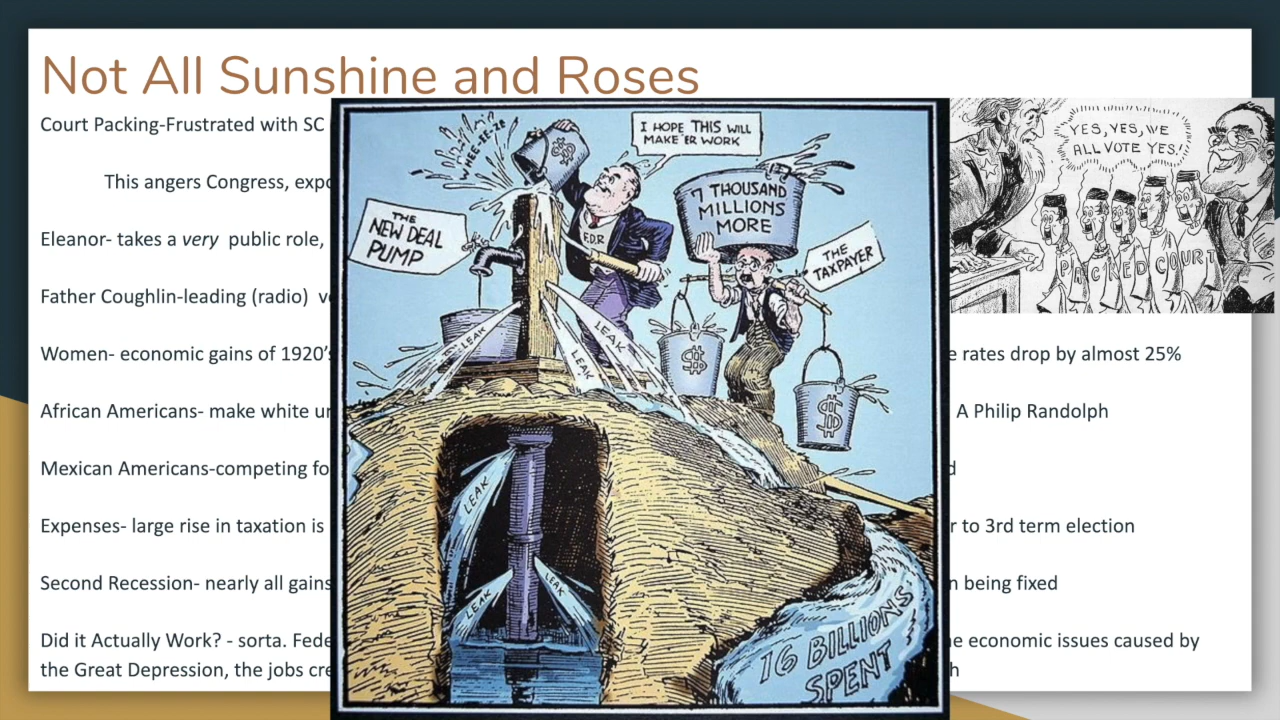 Not All Sunshine and Roses
Court Packing-Frustrated with SC
This angers Congress, expo
Eleanor- takes a very public role,
Father Coughlin-leading (radio) v
Women- economic gains of 1920's
e rates drop by almost 25%
African Americans- make white un
A Philip Randolph
Mexican Americans-competing fo
d
Expenses- large rise in taxation is
r to 3rd term election
Second Recession- nearly all gains
n being fixed
Did it Actually Work? - sorta. Fede
e economic issues caused by
the Great Depression, the jobs cre
h
WHEE-EE-ZE
$
I HOPE THIS WILL
MAKE 'ER WORK
THE
NEW DEAL
PUMP
F.D.R
7 THOUSAND
MILLIONS
MORE
THE
TAXPAYER
LEAK
LEAK
LEAK
$
$
LEAK
LEAK
LEAK
16 BILLIONS
SPENT
YES, YES, WE
ALL VOTE YES!
PACKED COURT